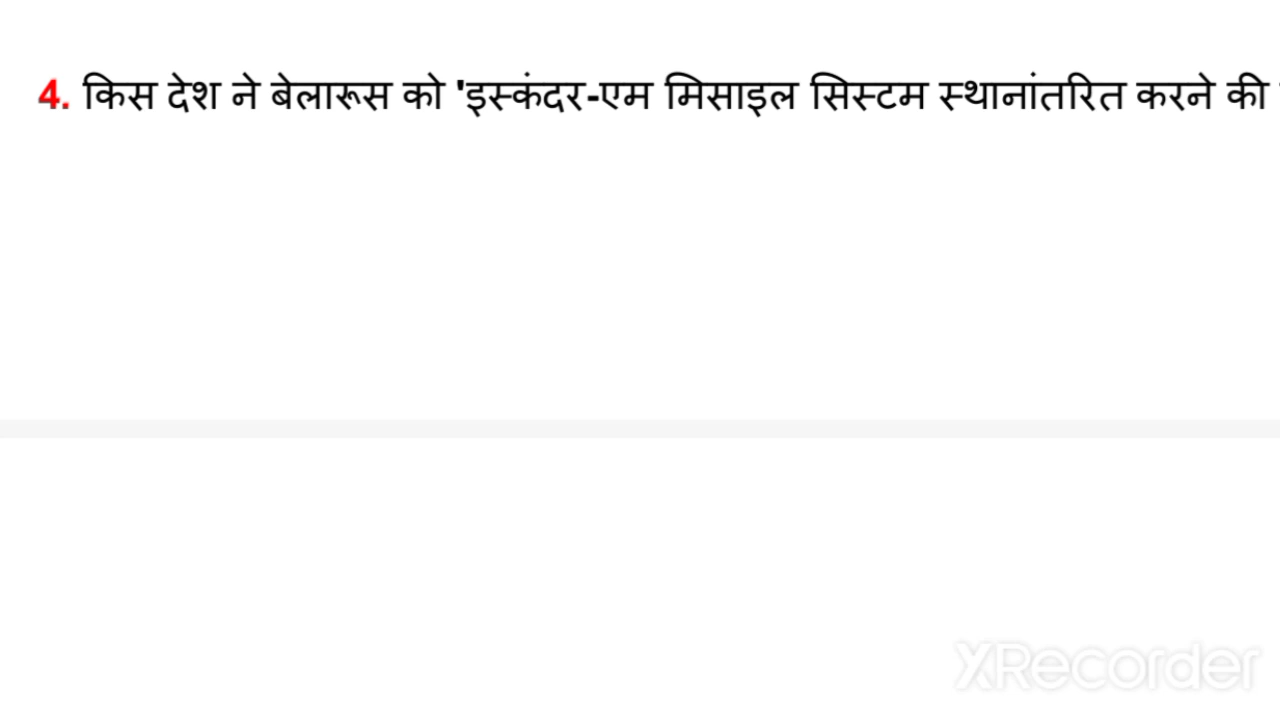 4. किस देश ने बेलारूस को 'इस्कंदर-एम मिसाइल सिस्टम स्थानांतरित करने की
XRecorder